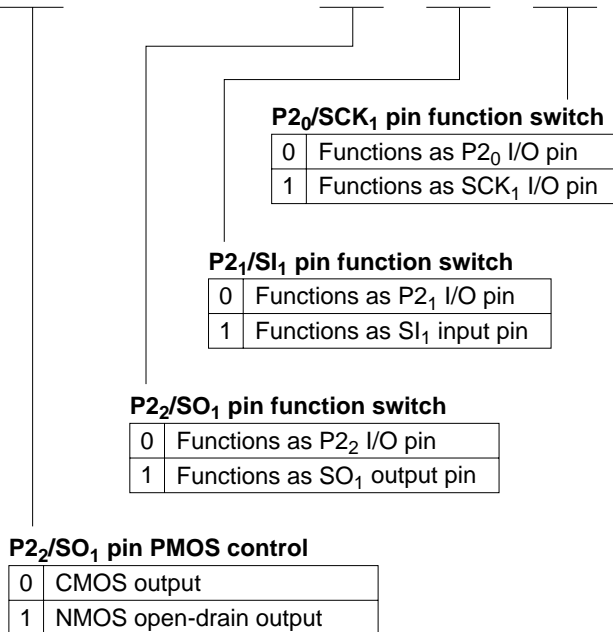 P2₀/SCK₁ pin function switch
0 Functions as P2₀ I/O pin
1 Functions as SCK₁ I/O pin
P2₁/SI₁ pin function switch
0 Functions as P2₁ I/O pin
1 Functions as SI₁ input pin
P2₂/SO₁ pin function switch
0 Functions as P2₂ I/O pin
1 Functions as SO₁ output pin
P2₂/SO₁ pin PMOS control
0 CMOS output
1 NMOS open-drain output